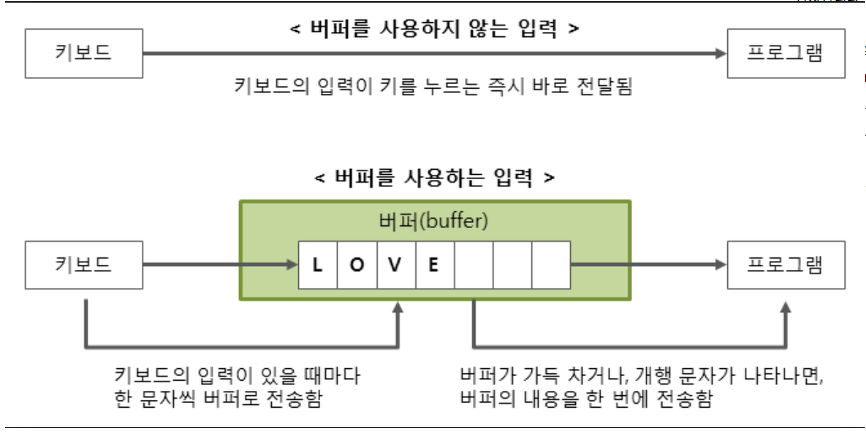 < 버퍼를 사용하지 않는 입력 >
키보드
프로그램
키보드의 입력이 키를 누르는 즉시 바로 전달됨
< 버퍼를 사용하는 입력 >
버퍼(buffer)
키보드
L O V E
프로그램
키보드의 입력이 있을 때마다
한 문자씩 버퍼로 전송함
버퍼가 가득 차거나, 개행 문자가 나타나면,
버퍼의 내용을 한 번에 전송함